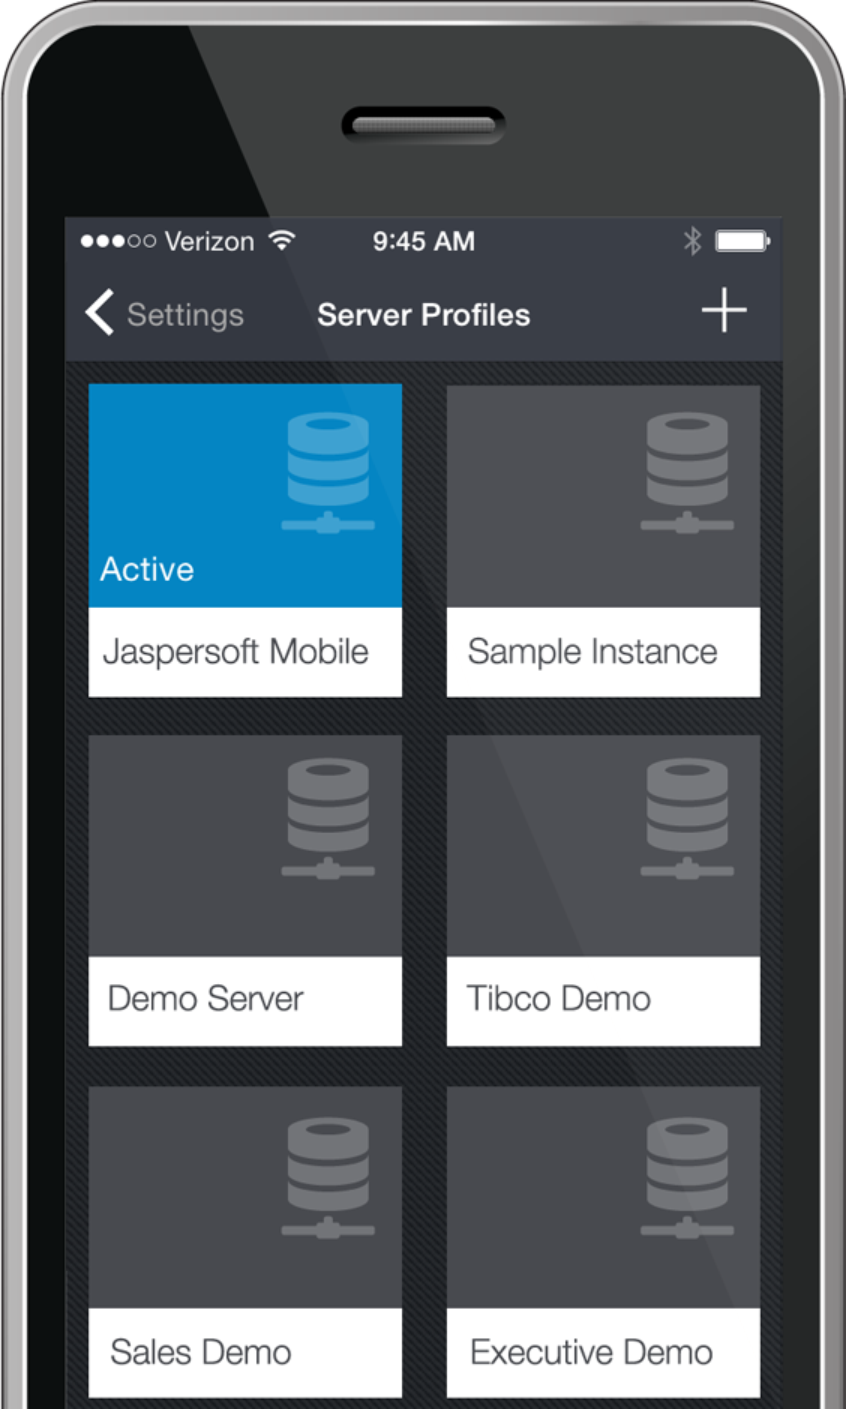 Verizon 9:45 AM
Settings Server Profiles
Active
Jaspersoft Mobile Sample Instance
Demo Server Tibco Demo
Sales Demo Executive Demo